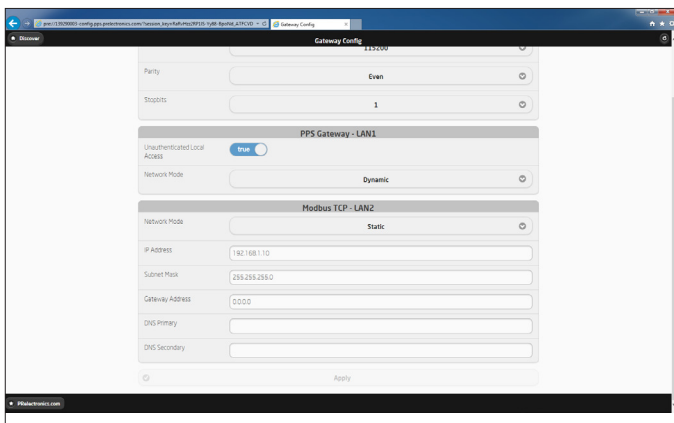 Gateway Config
Discover
Gateway Config
115200
Parity
Even
Stopbits
1
PPS Gateway - LAN1
Unauthenticated Local
Access
true
Network Mode
Dynamic
Modbus TCP - LAN2
Network Mode
Static
IP Address
192.168.1.10
Subnet Mask
255.255.255.0
Gateway Address
0.0.0.0
DNS Primary
DNS Secondary
Apply
PRelectronics.com